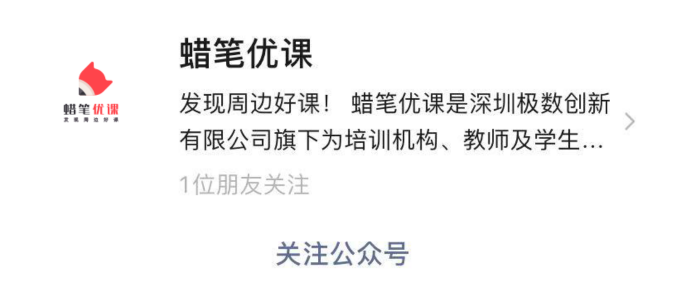 蜡笔优课
蜡笔优课
发现周边好课
发现周边好课！ 蜡笔优课是深圳极数创新
有限公司旗下为培训机构、教师及学生...
1位朋友关注
关注公众号